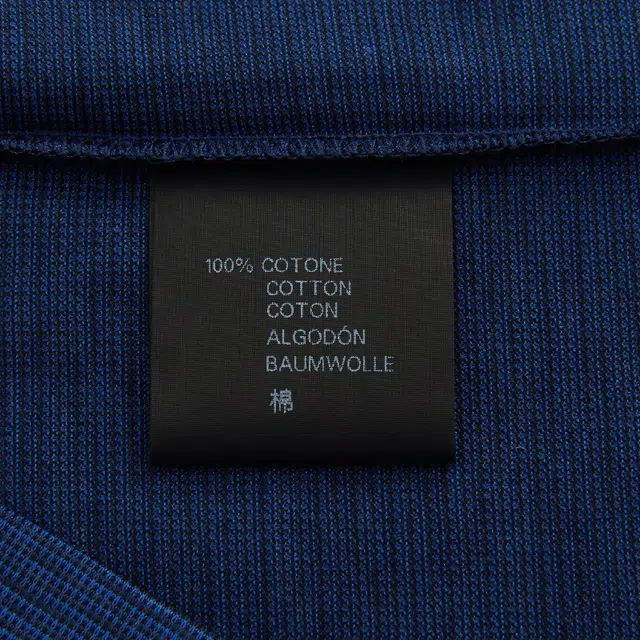 100% COTONE
COTTON
COTON
ALGODÓN
BAUMWOLLE
棉